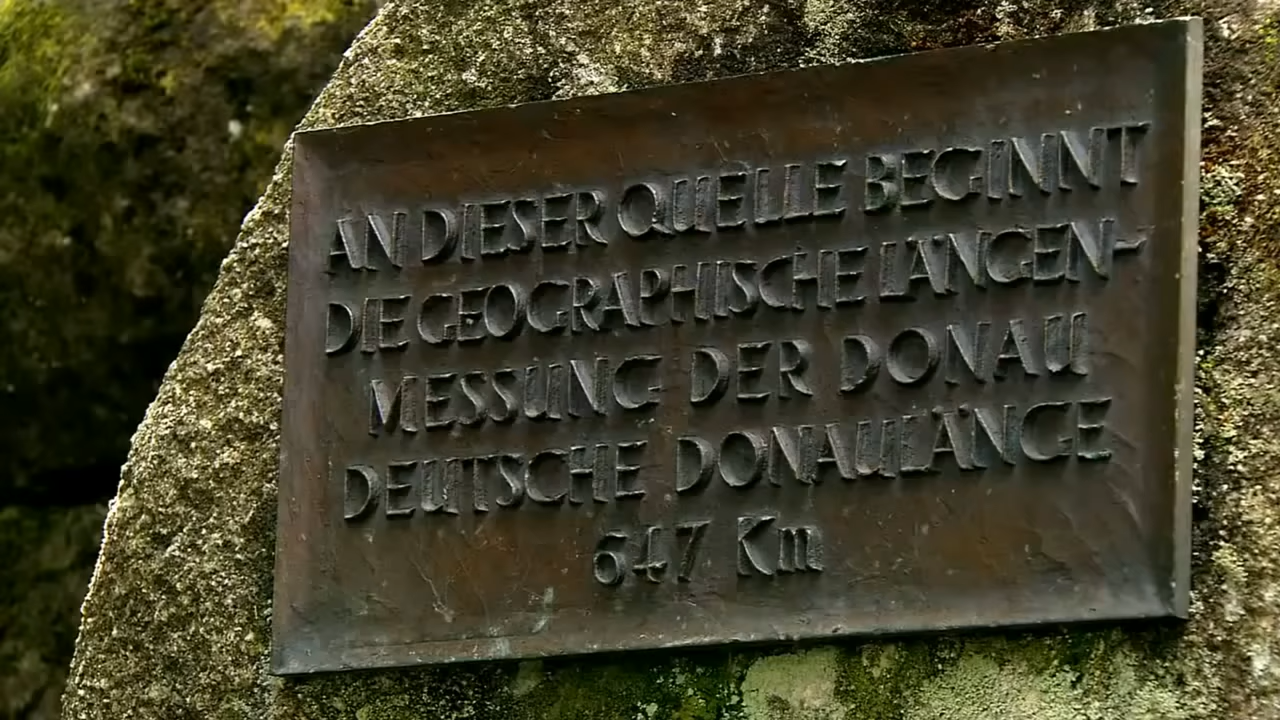 AN DIESER QUELLE BEGINNT
DIE GEOGRAPHISCHE LÄNGEN-
MESSUNG DER DONAU
DEUTSCHE DONAULÄNGE
647 Km